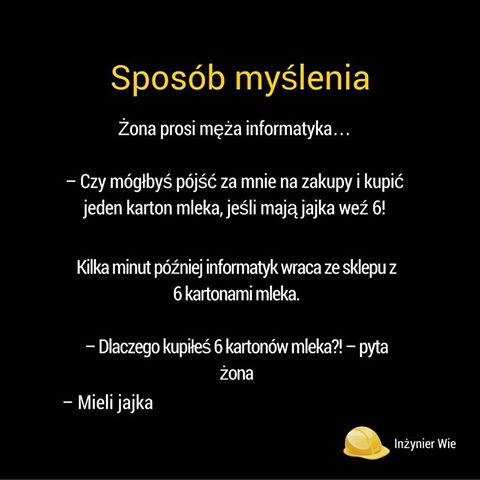 Sposób myślenia
Żona prosi męża informatyka...
– Czy mógłbyś pójść za mnie na zakupy i kupić
jeden karton mleka, jeśli mają jajka weź 6!
Kilka minut później informatyk wraca ze sklepu z
6 kartonami mleka.
– Dlaczego kupiłeś 6 kartonów mleka?! – pyta
żona
– Mieli jajka
Inżynier Wie